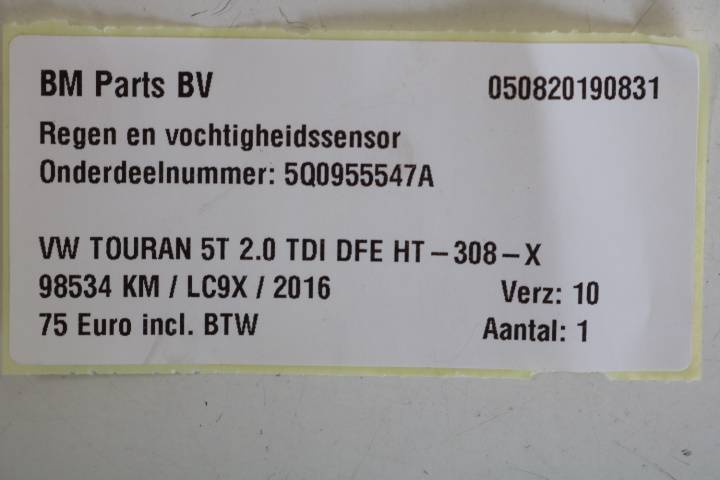 BM Parts BV 050820190831
Regen en vochtigheidssensor
Onderdeelnummer: 5Q0955547A
VW TOURAN 5T 2.0 TDI DFE HT-308-X
98534 KM / LC9X / 2016 Verz: 10
75 Euro incl. BTW Aantal: 1